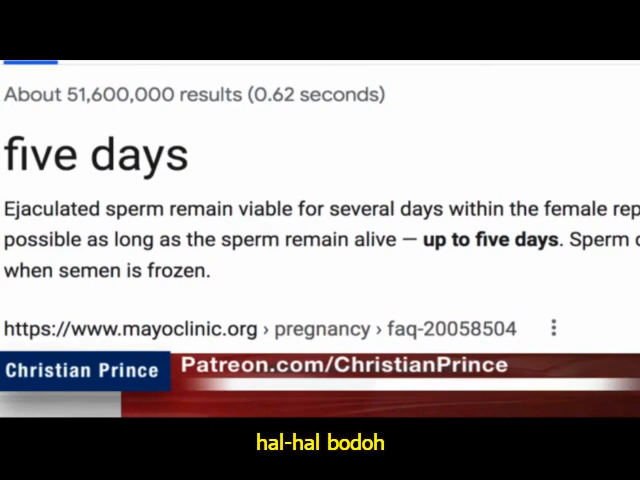 About 51,600,000 results (0.62 seconds)
five days
Ejaculated sperm remain viable for several days within the female rep
possible as long as the sperm remain alive — up to five days. Sperm c
when semen is frozen.
https://www.mayoclinic.org › pregnancy › faq-20058504
Christian Prince
Patreon.com/ChristianPrince
hal-hal bodoh